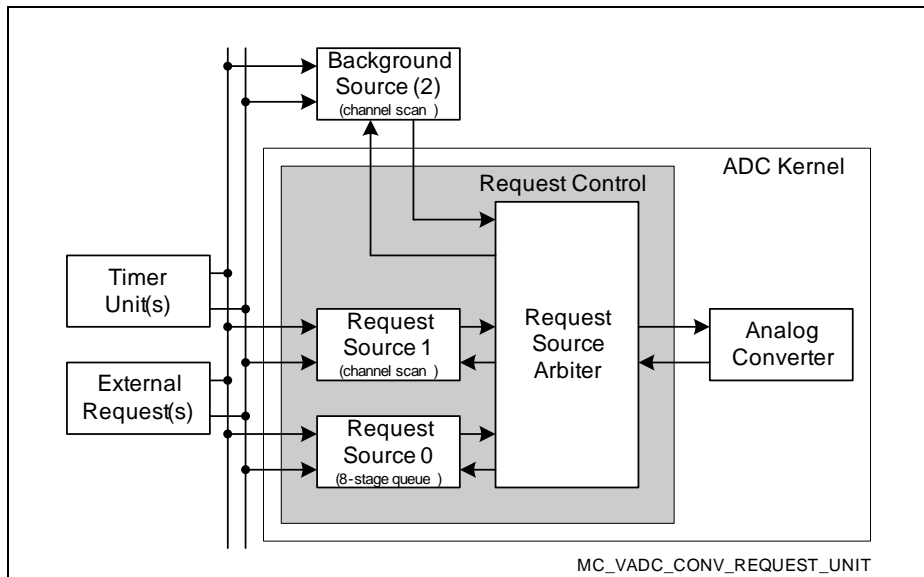 Background
Source (2)
(channel scan )
ADC Kernel
Request Control
Timer
Unit(s)
External
Request(s)
Request
Source 1
(channel scan )
Request
Source 0
(8-stage queue )
Request
Source
Arbiter
Analog
Converter
MC_VADC_CONV_REQUEST_UNIT